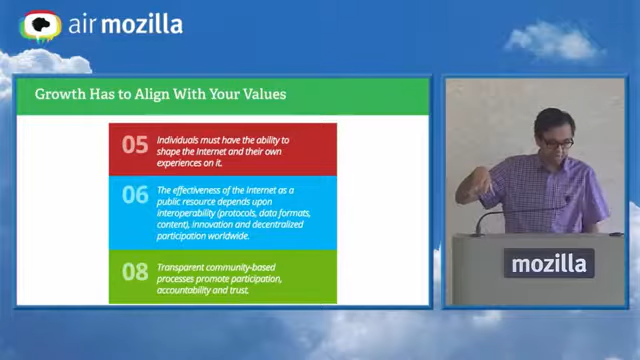 air mozilla
Growth Has to Align With Your Values
05
Individuals must have the ability to
shape the Internet and their own
experiences on it.
06
The effectiveness of the Internet as a
public resource depends upon
interoperability (protocols, data formats,
content), innovation and decentralized
participation worldwide.
08
Transparent community-based
processes promote participation,
accountability and trust.
mozilla